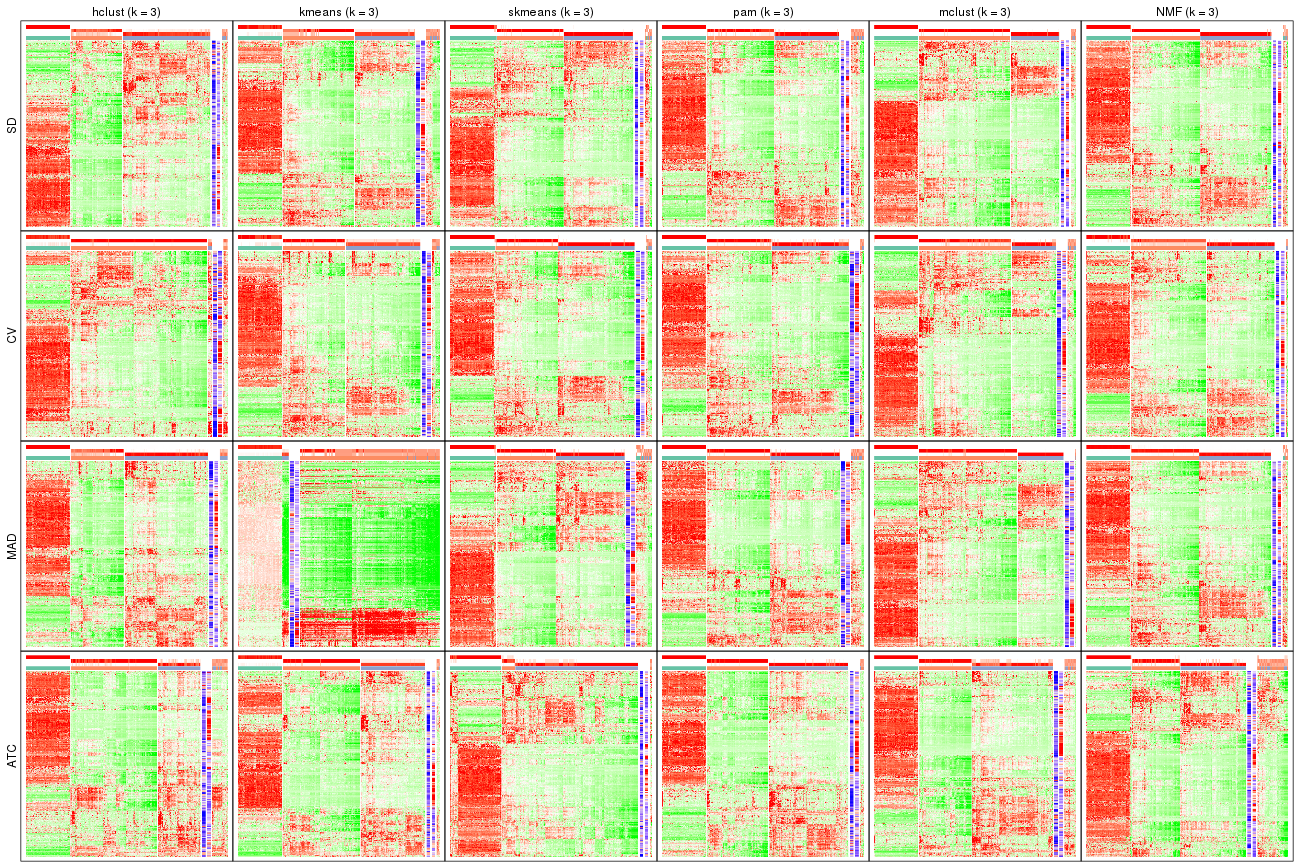 hclust (k = 3) kmeans (k = 3) skmeans (k = 3) pam (k = 3) mclust (k = 3) NMF (k = 3)
SD
CV
MAD
ATC